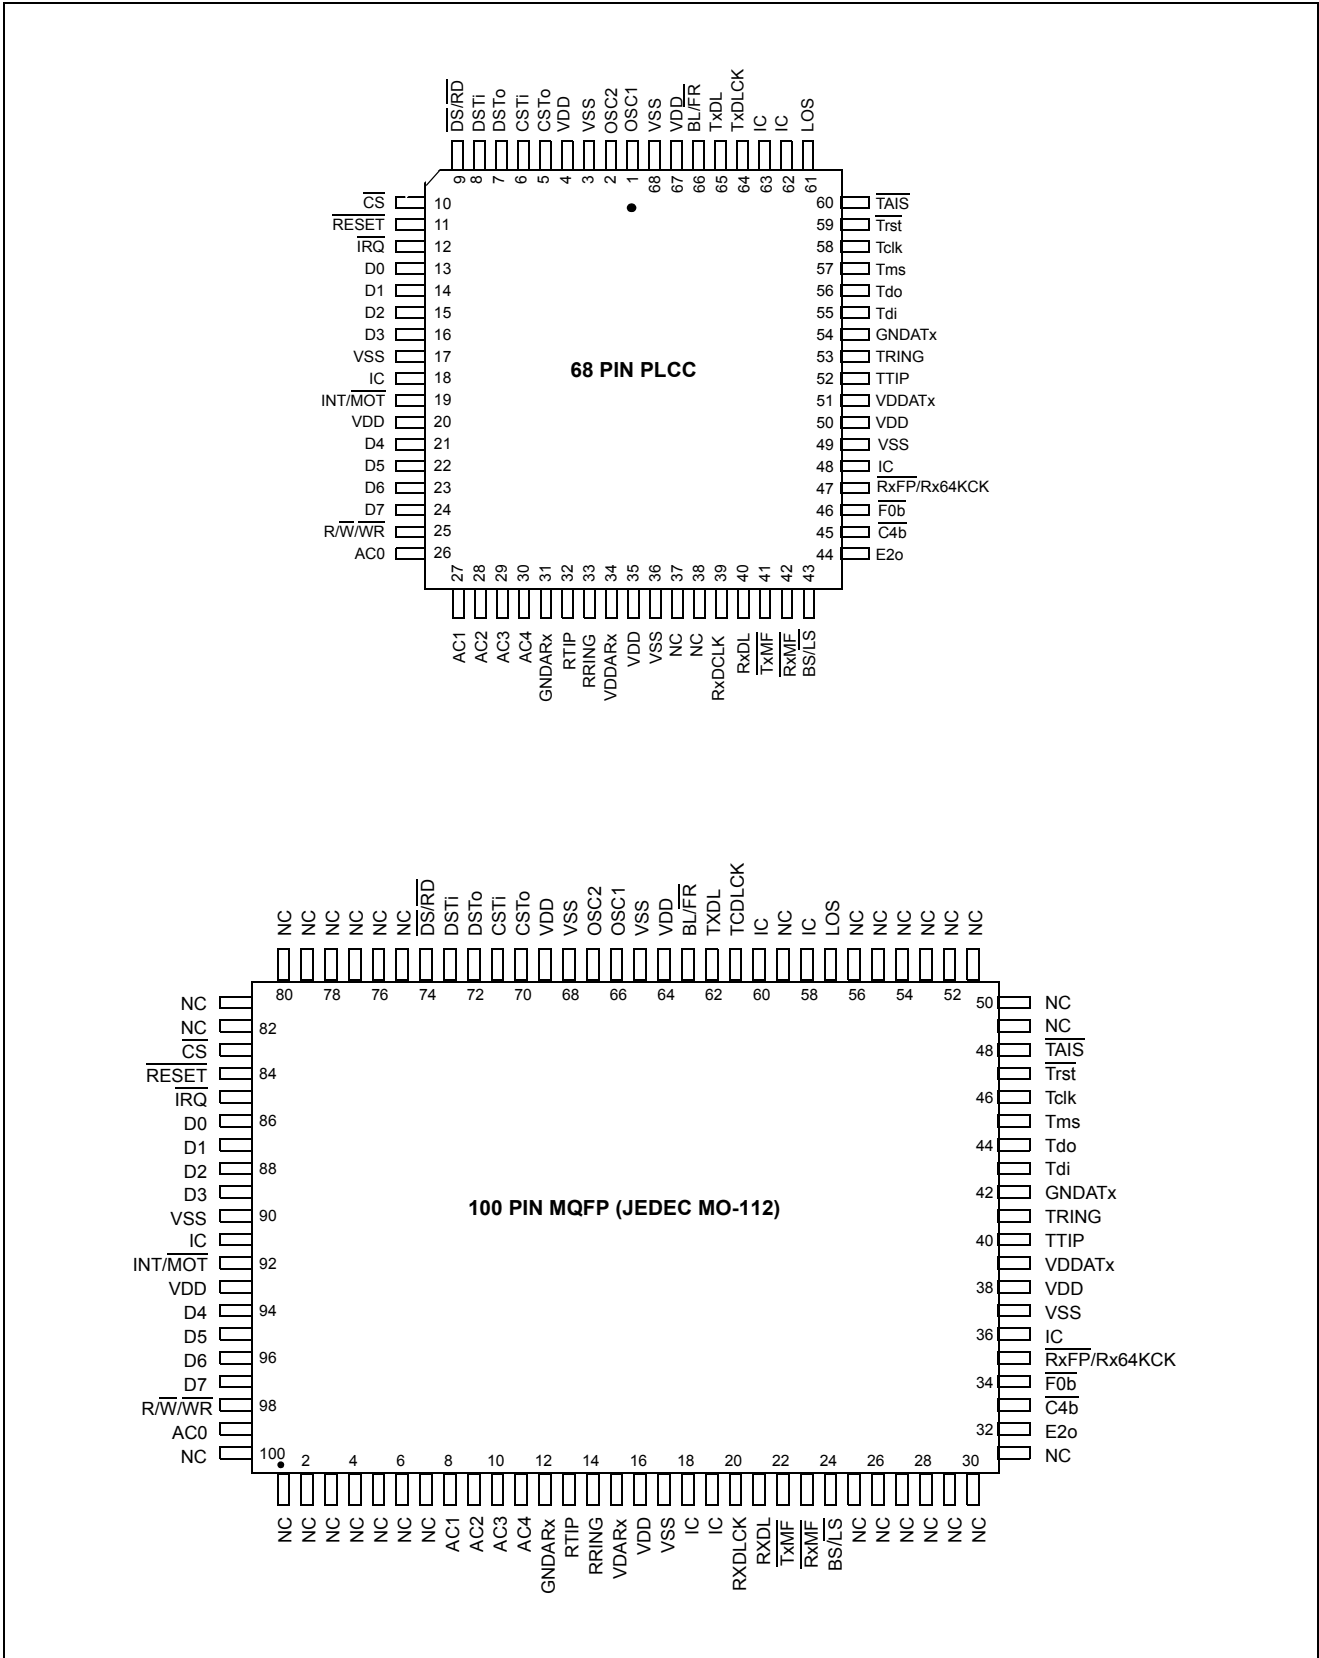 DS/RD
DSTi
DSTo
CSTi
CSTo
VDD
VSS
OSC2
OSC1
VSS
VDD
BL/FR
TxDL
TxDLCK
IC
IC
LOS
9 8 7 6 5 4 3 2 1 68 67 66 65 64 63 62 61
CS 10
RESET 11
IRQ 12
D0 13
D1 14
D2 15
D3 16
VSS 17
IC 18
INT/MOT 19
VDD 20
D4 21
D5 22
D6 23
D7 24
R/W/WR 25
AC0 26
68 PIN PLCC
60 TAIS
59 Trst
58 Tclk
57 Tms
56 Tdo
55 Tdi
54 GNDATx
53 TRING
52 TTIP
51 VDDATx
50 VDD
49 VSS
48 IC
47 RxFP/Rx64KCK
46 F0b
45 C4b
44 E2o
27 28 29 30 31 32 33 34 35 36 37 38 39 40 41 42 43
AC1
AC2
AC3
AC4
GNDARx
RTIP
RRING
VDDARx
VDD
VSS
NC
NC
RxDCLK
RxDL
TxMF
RxMF
BS/LS
NC
NC
NC
NC
NC
NC
DS/RD
DSTi
DSTo
CSTi
CSTo
VDD
VSS
OSC2
OSC1
VSS
VDD
BL/FR
TXDL
TCDLCK
IC
NC
IC
LOS
NC
NC
NC
NC
NC
NC
80 78 76 74 72 70 68 66 64 62 60 58 56 54 52
NC
NC 82
CS
RESET 84
IRQ
D0 86
D1
D2 88
D3
VSS 90
IC
INT/MOT 92
VDD
D4 94
D5
D6 96
D7
R/W/WR 98
AC0
NC 100
100 PIN MQFP (JEDEC MO-112)
50 NC
NC
48 TAIS
Trst
46 Tclk
Tms
44 Tdo
Tdi
42 GNDATx
TRING
40 TTIP
VDDATx
38 VDD
VSS
36 IC
RxFP/Rx64KCK
34 F0b
C4b
32 E2o
NC
2 4 6 8 10 12 14 16 18 20 22 24 26 28 30
NC
NC
NC
NC
NC
NC
NC
AC1
AC2
AC3
AC4
GNDARx
RTIP
RRING
VDARx
VDD
VSS
IC
IC
RXDLCK
RXDL
TxMF
RxMF
BS/LS
NC
NC
NC
NC
NC
NC